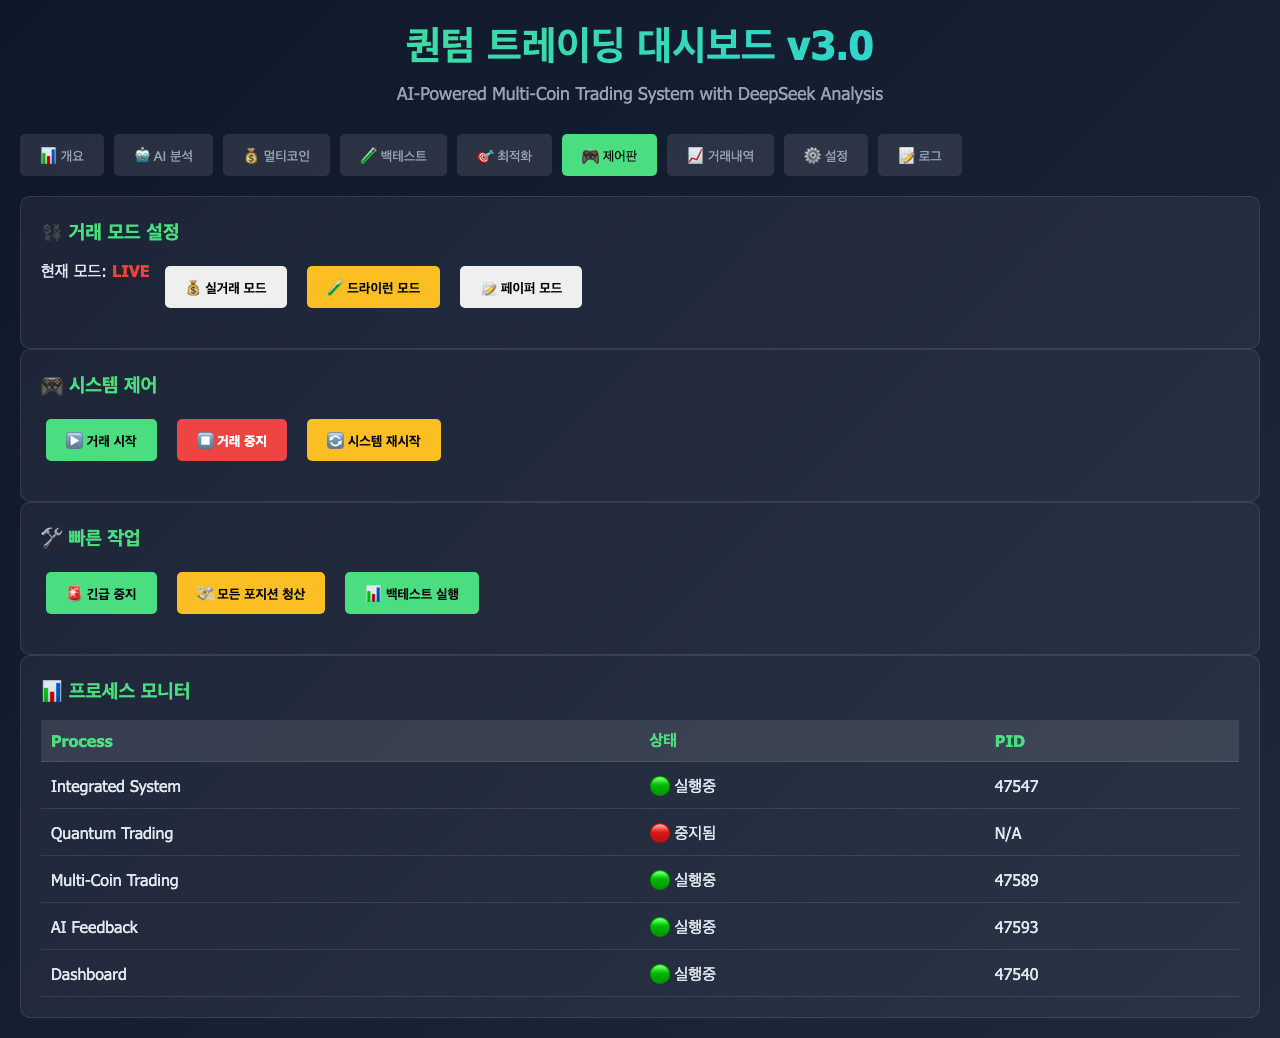 퀀텀 트레이딩 대시보드 v3.0
AI-Powered Multi-Coin Trading System with DeepSeek Analysis
📊 개요 🤖 AI 분석 💰 멀티코인 🧪 백테스트 🎯 최적화 🎮 제어판 📈 거래내역 ⚙️ 설정 📝 로그
💱 거래 모드 설정
현재 모드: LIVE 💰 실거래 모드 🧪 드라이런 모드 📝 페이퍼 모드
🎮 시스템 제어
▶️ 거래 시작 ⏹️ 거래 중지 🔄 시스템 재시작
🛠️ 빠른 작업
🚨 긴급 중지 💸 모든 포지션 청산 📊 백테스트 실행
📊 프로세스 모니터
Process 상태 PID
Integrated System 🟢 실행중 47547
Quantum Trading 🔴 중지됨 N/A
Multi-Coin Trading 🟢 실행중 47589
AI Feedback 🟢 실행중 47593
Dashboard 🟢 실행중 47540